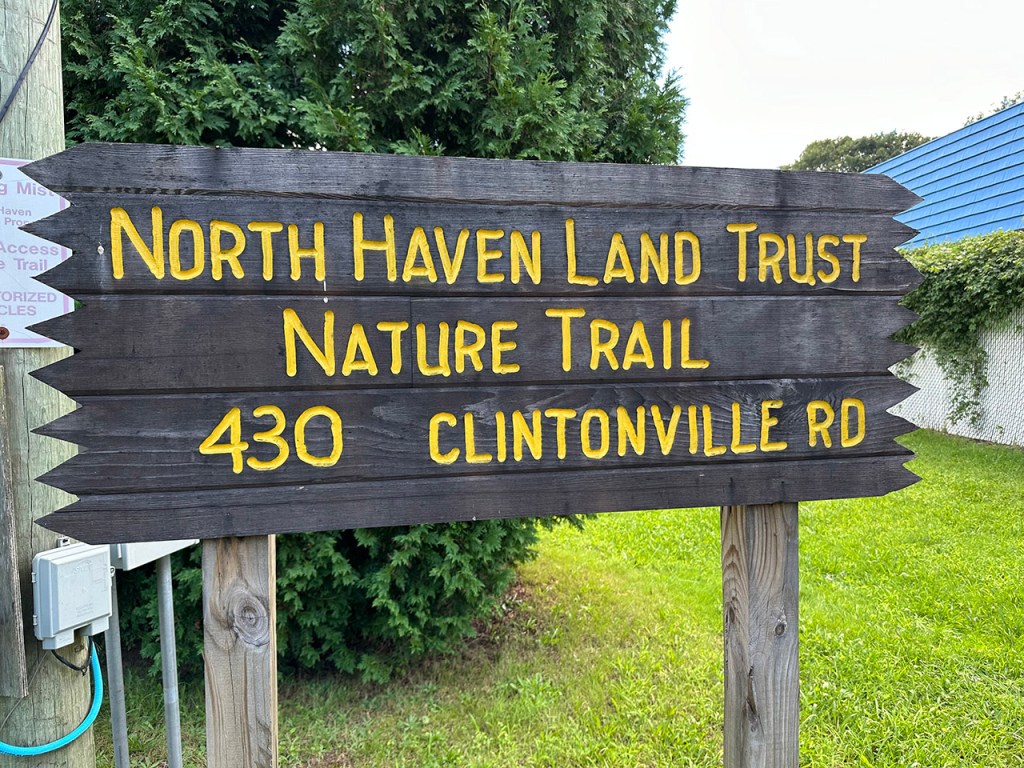 North Haven Land Trust
Nature Trail
430 Clintonville Rd
Haven
Access
Trail